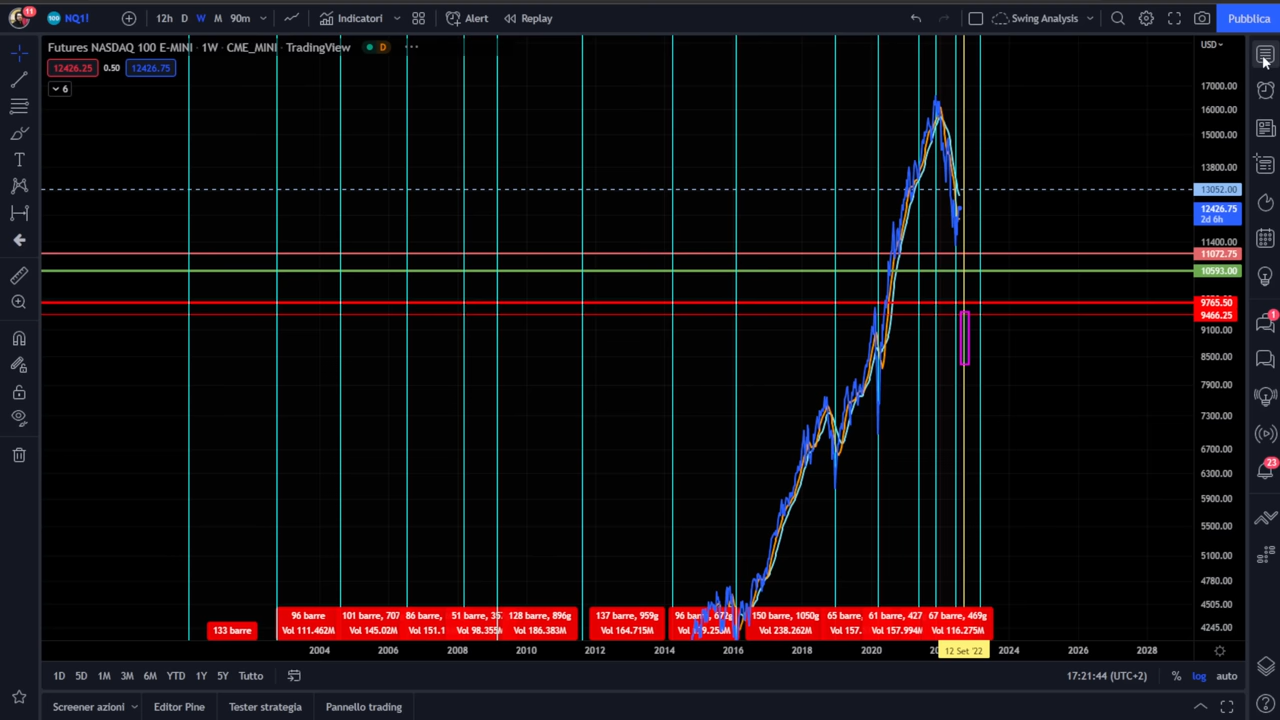 11
100 NQ1!
12h D W M 90m
Indicatori
Alert
Replay
Swing Analysis
Pubblica
Futures NASDAQ 100 E-MINI · 1W · CME_MINI · TradingView
D
USD
12426.25 0.50 12426.75
6
17000.00
16000.00
15000.00
13800.00
13052.00
12426.75
2d 6h
11400.00
11072.75
10593.00
9765.50
9466.25
9100.00
8500.00
7900.00
7300.00
6700.00
6300.00
5900.00
5500.00
5100.00
4780.00
4505.00
4245.00
1
23
133 barre
96 barre
Vol 111.462M
101 barre, 707
Vol 145.02M
86 barre,
Vol 151.1
51 barre, 35
Vol 98.355M
128 barre, 896g
Vol 186.383M
137 barre, 959g
Vol 164.715M
96 ba
150 barre, 1050g
Vol 238.262M
65 barre,
Vol 157.
61 barre, 427
Vol 157.994M
67 barre, 469g
Vol 116.275M
2004 2006 2008 2010 2012 2014 2016 2018 2020 12 Set '22 2024 2026 2028
1D 5D 1M 3M 6M YTD 1Y 5Y Tutto
17:21:44 (UTC+2) % log auto
Screener azioni Editor Pine Tester strategia Pannello trading